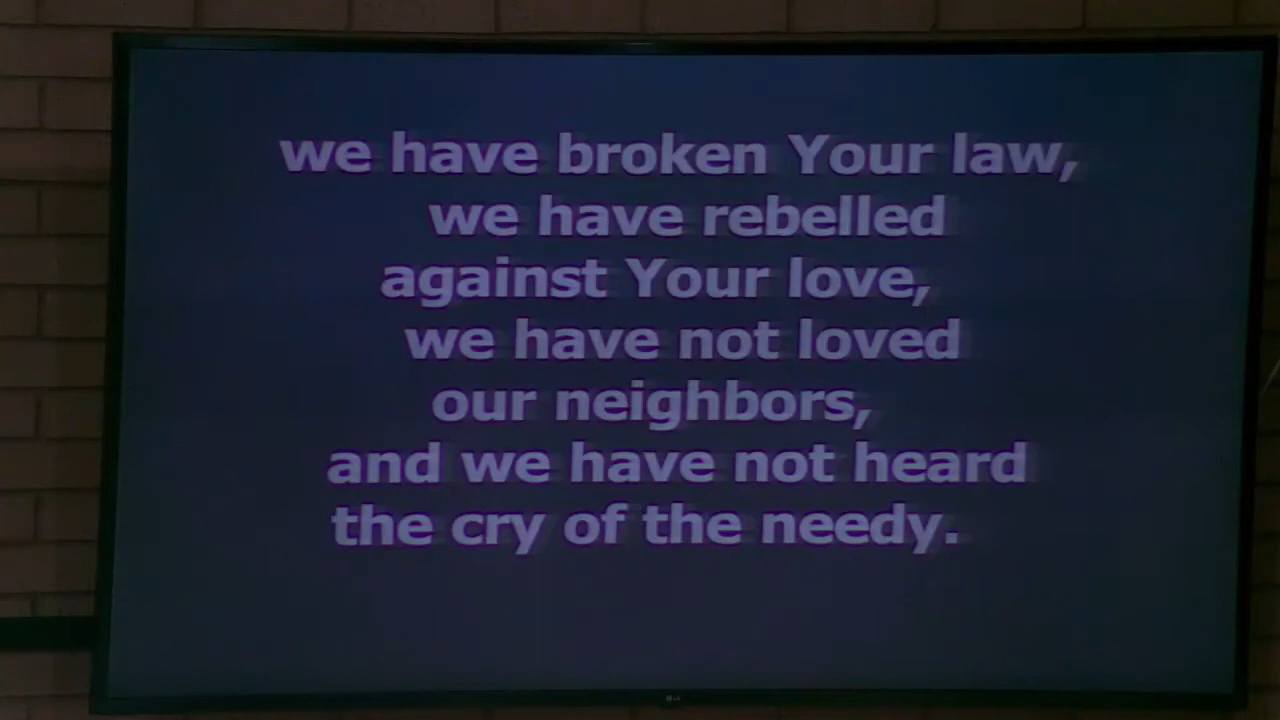 we have broken Your law,
we have rebelled
against Your love,
we have not loved
our neighbors,
and we have not heard
the cry of the needy.
LG